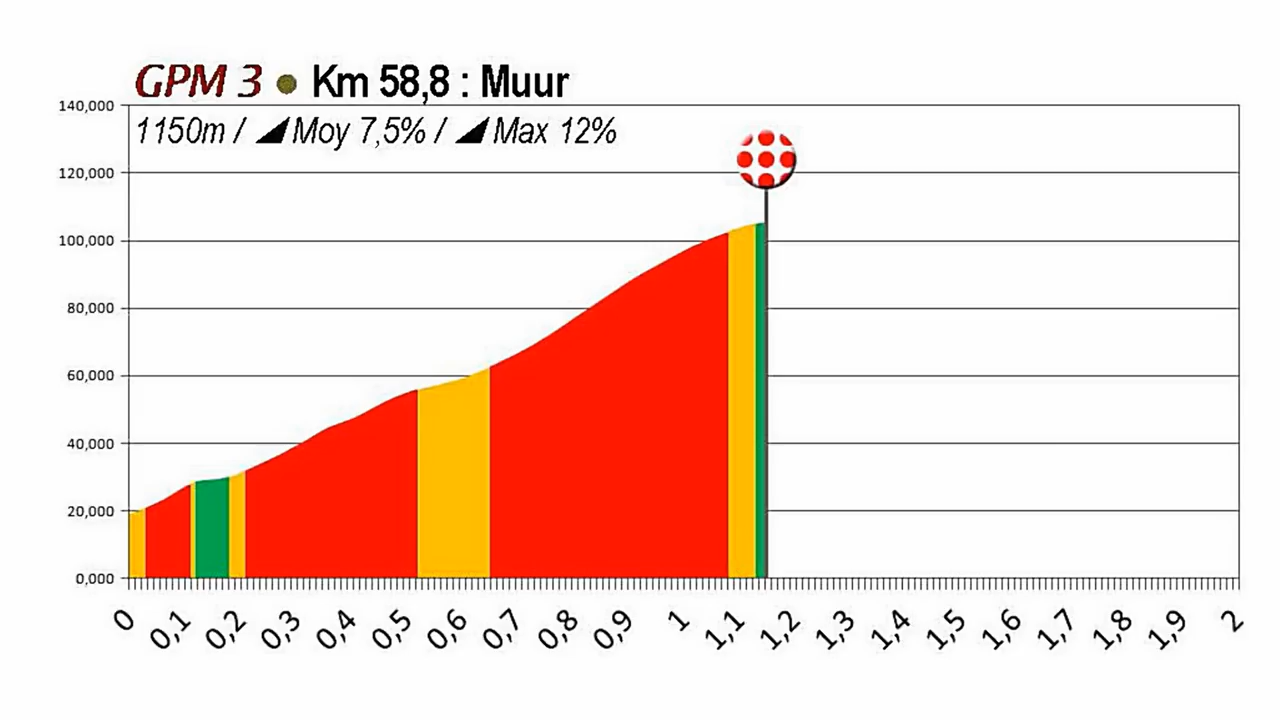 GPM 3 • Km 58,8 : Muur
1150m / Moy 7,5% / Max 12%
140,000
120,000
100,000
80,000
60,000
40,000
20,000
0,000
0 0,1 0,2 0,3 0,4 0,5 0,6 0,7 0,8 0,9 1 1,1 1,2 1,3 1,4 1,5 1,6 1,7 1,8 1,9 2